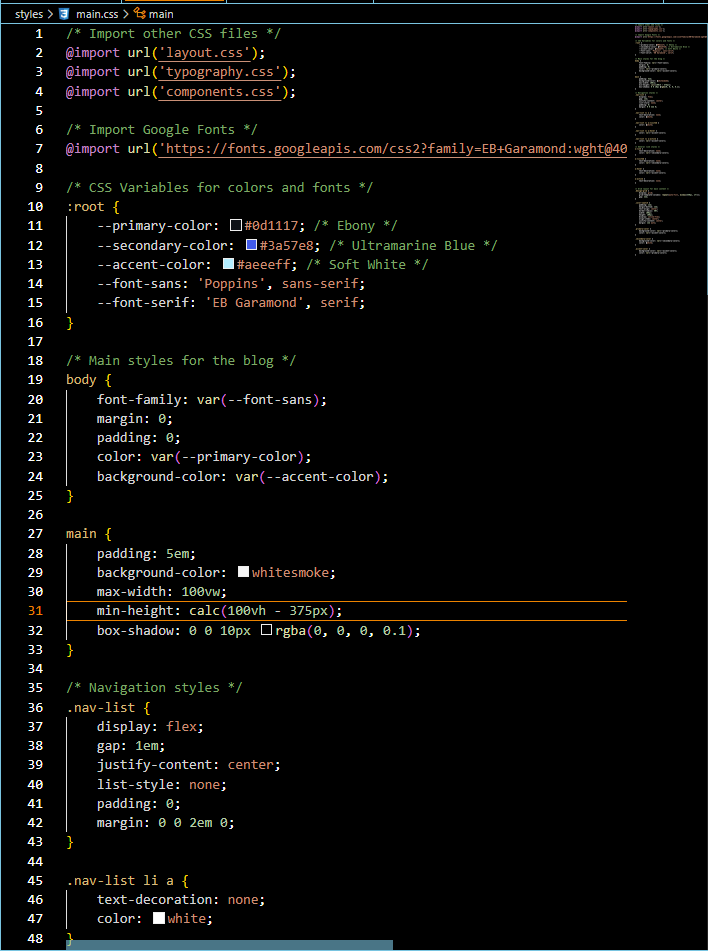 styles > main.css > main
1 /* Import other CSS files */
2 @import url('layout.css');
3 @import url('typography.css');
4 @import url('components.css');
5
6 /* Import Google Fonts */
7 @import url('https://fonts.googleapis.com/css2?family=EB+Garamond:wght@40
8
9 /* CSS Variables for colors and fonts */
10 :root {
11     --primary-color: #0d1117; /* Ebony */
12     --secondary-color: #3a57e8; /* Ultramarine Blue */
13     --accent-color: #aeeeff; /* Soft White */
14     --font-sans: 'Poppins', sans-serif;
15     --font-serif: 'EB Garamond', serif;
16 }
17
18 /* Main styles for the blog */
19 body {
20     font-family: var(--font-sans);
21     margin: 0;
22     padding: 0;
23     color: var(--primary-color);
24     background-color: var(--accent-color);
25 }
26
27 main {
28     padding: 5em;
29     background-color: whitesmoke;
30     max-width: 100vw;
31     min-height: calc(100vh - 375px);
32     box-shadow: 0 0 10px rgba(0, 0, 0, 0.1);
33 }
34
35 /* Navigation styles */
36 .nav-list {
37     display: flex;
38     gap: 1em;
39     justify-content: center;
40     list-style: none;
41     padding: 0;
42     margin: 0 0 2em 0;
43 }
44
45 .nav-list li a {
46     text-decoration: none;
47     color: white;
48 }